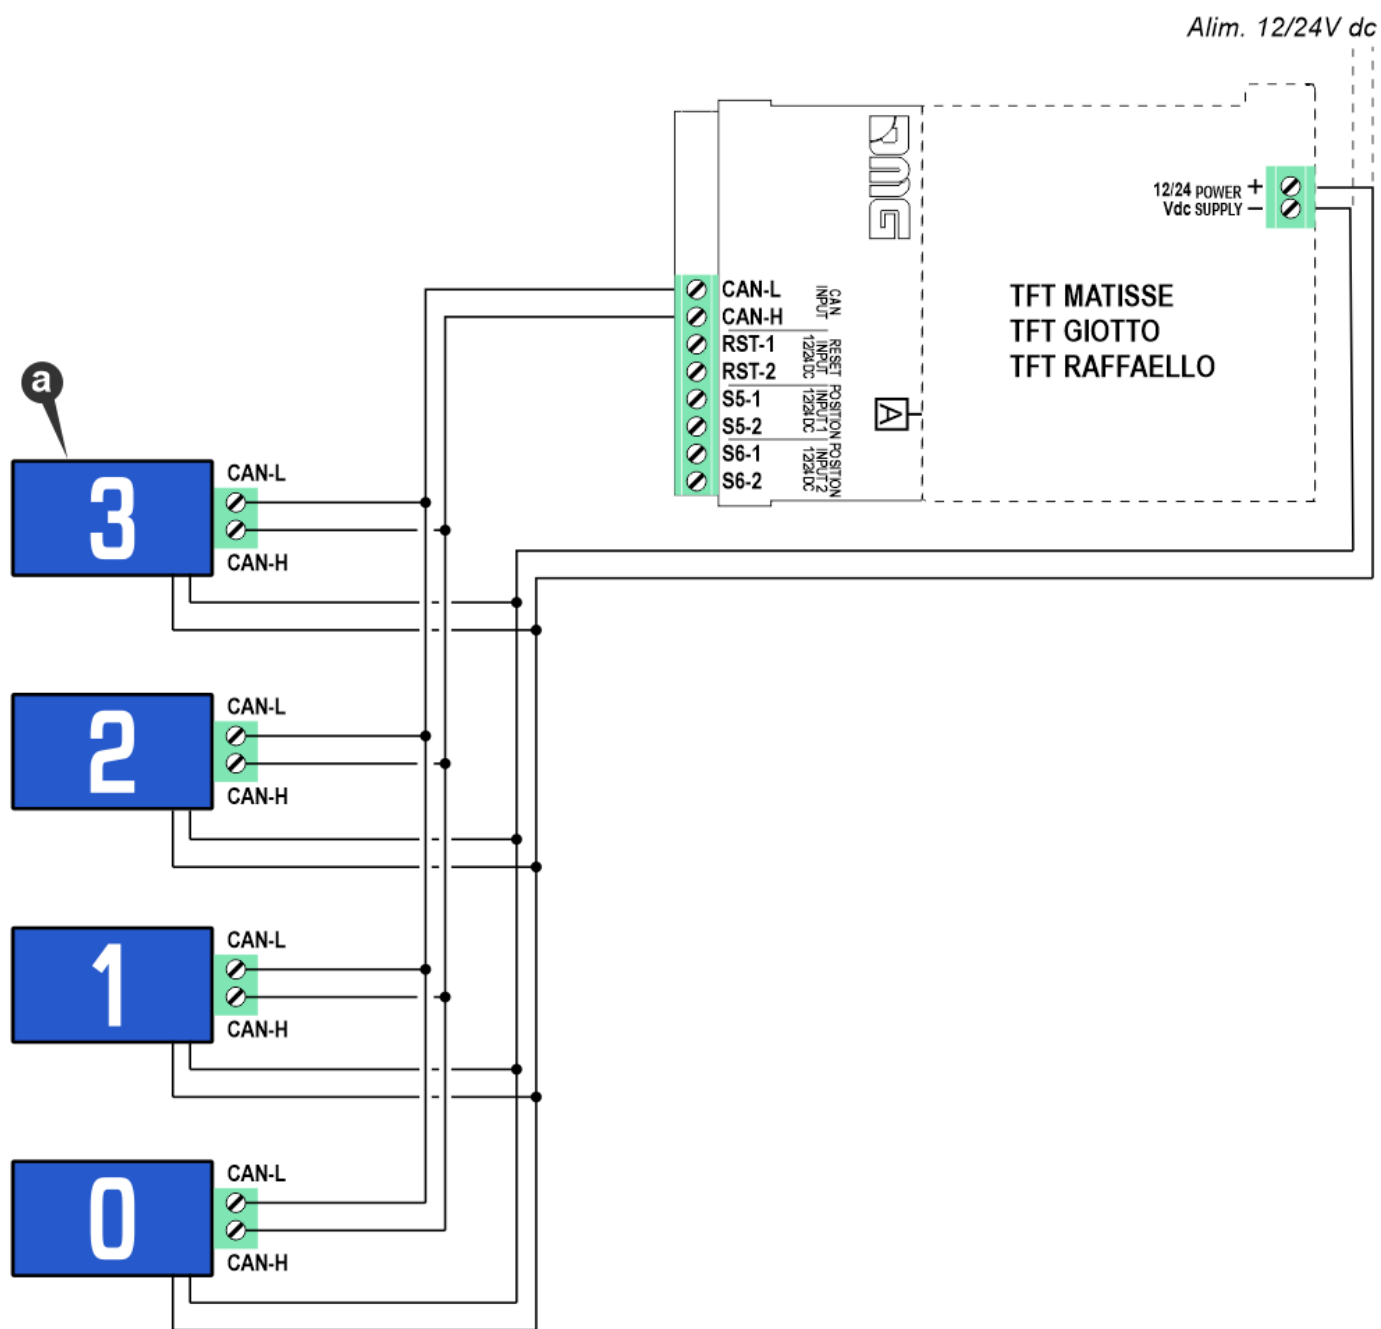 Alim. 12/24V dc
DMG
12/24 POWER +
Vdc SUPPLY –
CAN-L
CAN-H
CAN
INPUT
RST-1
RST-2
RESET
INPUT
12/24DC
S5-1
S5-2
POSITION
INPUT 1
12/24DC
S6-1
S6-2
POSITION
INPUT 2
12/24DC
A
TFT MATISSE
TFT GIOTTO
TFT RAFFAELLO
a
3
CAN-L
CAN-H
2
CAN-L
CAN-H
1
CAN-L
CAN-H
0
CAN-L
CAN-H